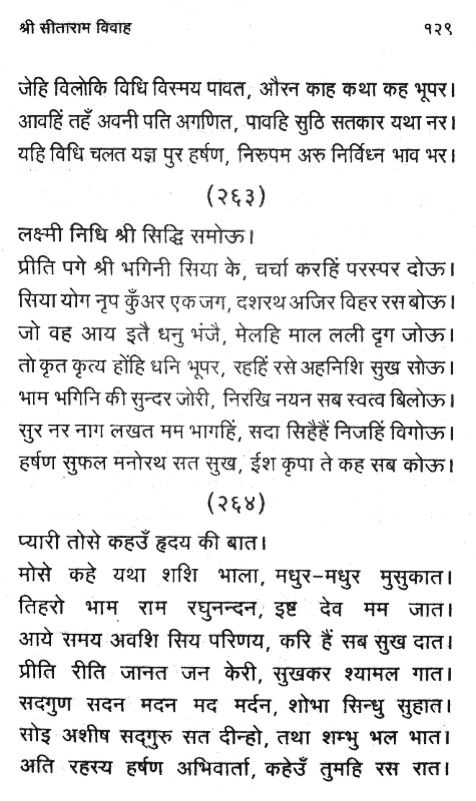 श्री सीताराम विवाह १२९
जेहि विलोकि विधि विस्मय पावत, औरन काह कथा कह भूपर।
आवहिं तहँ अवनी पति अगणित, पावहि सुठि सतकार यथा नर।
यहि विधि चलत यज्ञ पुर हर्षण, निरुपम अरु निर्विध्न भाव भर।
(२६३)
लक्ष्मी निधि श्री सिद्धि समोऊ।
प्रीति पगे श्री भगिनी सिया के, चर्चा करहिं परस्पर दोऊ।
सिया योग नृप कुँअर एक जग, दशरथ अजिर विहर रस बोऊ।
जो वह आय इतै धनु भंजै, मेलहि माल लली दृग जोऊ।
तो कृत कृत्य होंहि धनि भूपर, रहहिं रसे अहनिशि सुख सोऊ।
भाम भगिनि की सुन्दर जोरी, निरखि नयन सब स्वत्व बिलोऊ।
सुर नर नाग लखत मम भागहिं, सदा सिहैहैं निजहिं विगोऊ।
हर्षण सुफल मनोरथ सत सुख, ईश कृपा ते कह सब कोऊ।
(२६४)
प्यारी तोसे कहउँ हृदय की बात।
मोसे कहे यथा शशि भाला, मधुर-मधुर मुसुकात।
तिहरो भाम राम रघुनन्दन, इष्ट देव मम जात।
आये समय अवशि सिय परिणय, करि हैं सब सुख दात।
प्रीति रीति जानत जन केरी, सुखकर श्यामल गात।
सदगुण सदन मदन मद मर्दन, शोभा सिन्धु सुहात।
सोइ अशीष सद्गुरु सत दीन्हो, तथा शम्भु भल भात।
अति रहस्य हर्षण अभिवार्ता, कहेउँ तुमहि रस रात।